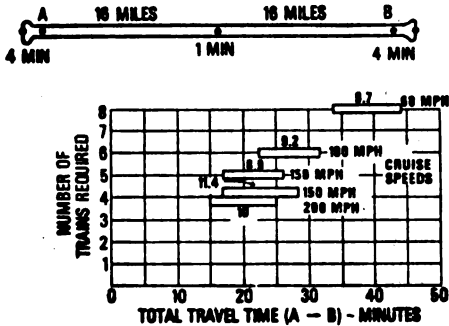 A 16 MILES 16 MILES B
4 MIN 1 MIN 4 MIN
NUMBER OF TRAINS REQUIRED
8
7
6
5
4
3
2
1
9.7 60 MPH
9.2 100 MPH
8.9 150 MPH
11.4 150 MPH
10 200 MPH
CRUISE SPEEDS
0 10 20 30 40 50
TOTAL TRAVEL TIME (A → B) - MINUTES